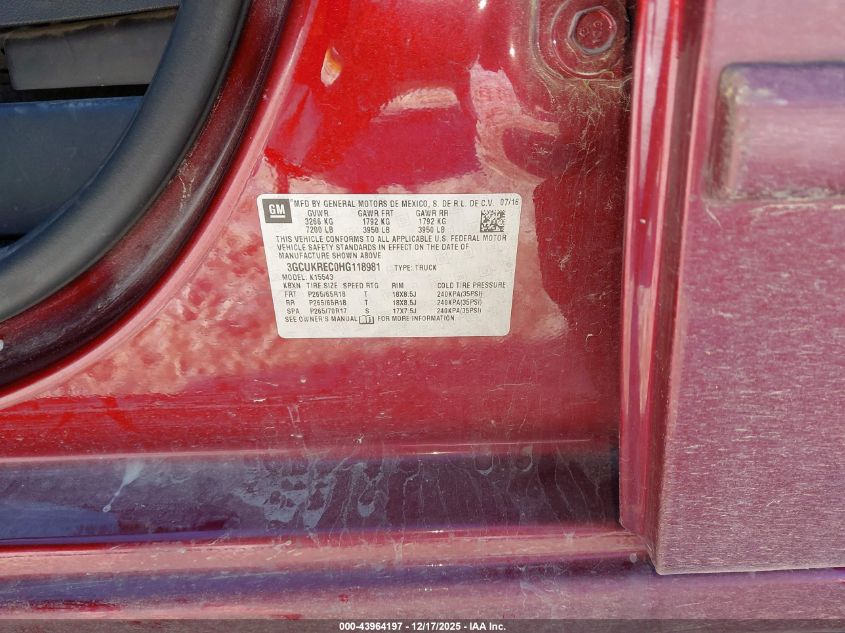 GM MFD BY GENERAL MOTORS DE MEXICO, S. DE R.L. DE C.V. 07/16
GVWR GAWR FRT GAWR RR
3266 KG 1792 KG 1792 KG
7200 LB 3950 LB 3950 LB
THIS VEHICLE CONFORMS TO ALL APPLICABLE U.S. FEDERAL MOTOR
VEHICLE SAFETY STANDARDS IN EFFECT ON THE DATE OF
MANUFACTURE SHOWN ABOVE
3GCUKREC0HG118981 TYPE: TRUCK
MODEL: K15543
KBXN TIRE SIZE SPEED RTG RIM COLD TIRE PRESSURE
FRT P265/65R18 T 18X8.5J 240KPA(35PSI)
RR P265/65R18 T 18X8.5J 240KPA(35PSI)
SPA P265/70R17 S 17X7.5J 240KPA(35PSI)
SEE OWNER'S MANUAL FOR MORE INFORMATION
000-43964197 - 12/17/2025 - IAA Inc.